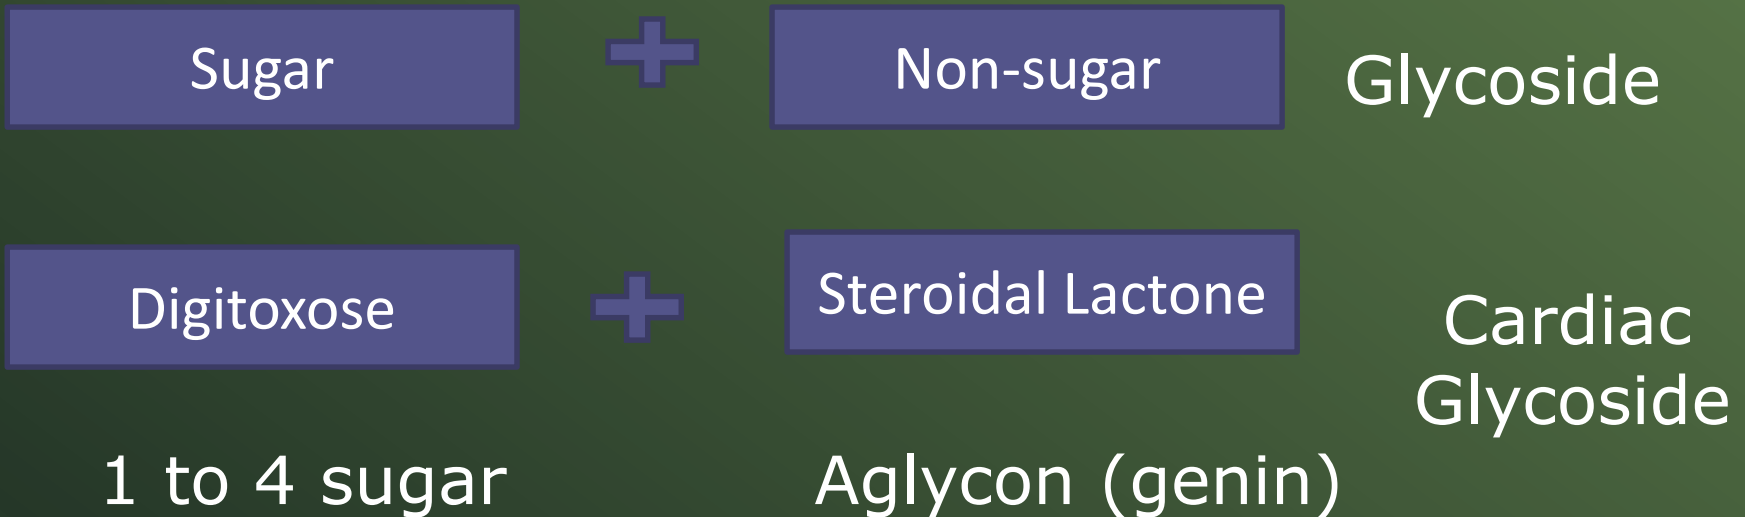 Sugar
Non-sugar
Glycoside
Digitoxose
Steroidal Lactone
Cardiac
Glycoside
1 to 4 sugar
Aglycon (genin)